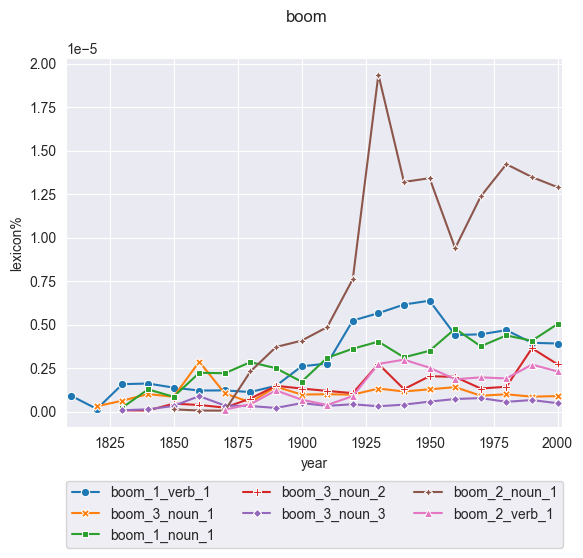 boom
1e−5
2.00
1.75
1.50
1.25
1.00
0.75
0.50
0.25
0.00
lexicon%
1825 1850 1875 1900 1925 1950 1975 2000
year
boom_1_verb_1 boom_3_noun_2 boom_2_noun_1
boom_3_noun_1 boom_3_noun_3 boom_2_verb_1
boom_1_noun_1